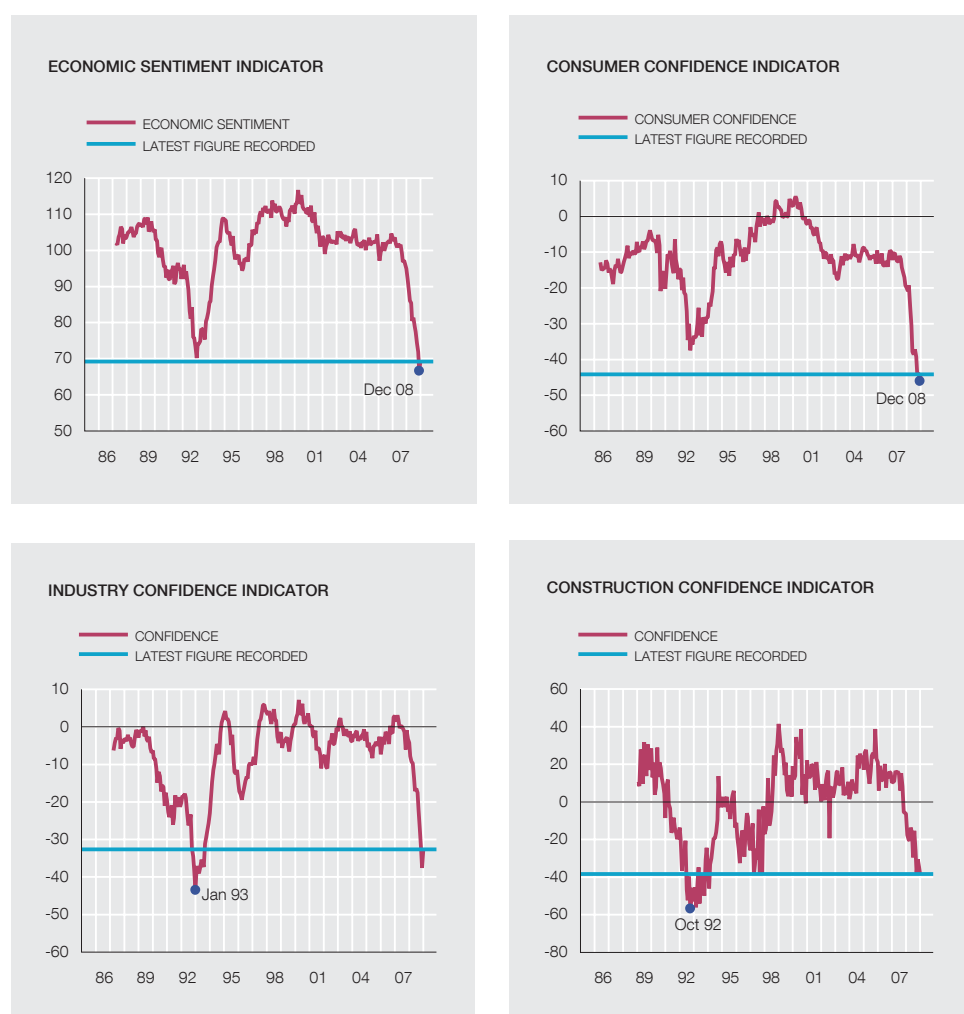 ECONOMIC SENTIMENT INDICATOR
ECONOMIC SENTIMENT
LATEST FIGURE RECORDED
120
110
100
90
80
70
60
50
Dec 08
86 89 92 95 98 01 04 07
CONSUMER CONFIDENCE INDICATOR
CONSUMER CONFIDENCE
LATEST FIGURE RECORDED
10
0
-10
-20
-30
-40
-50
-60
Dec 08
86 89 92 95 98 01 04 07
INDUSTRY CONFIDENCE INDICATOR
CONFIDENCE
LATEST FIGURE RECORDED
10
0
-10
-20
-30
-40
-50
-60
Jan 93
86 89 92 95 98 01 04 07
CONSTRUCTION CONFIDENCE INDICATOR
CONFIDENCE
LATEST FIGURE RECORDED
60
40
20
0
-20
-40
-60
-80
Oct 92
86 89 92 95 98 01 04 07